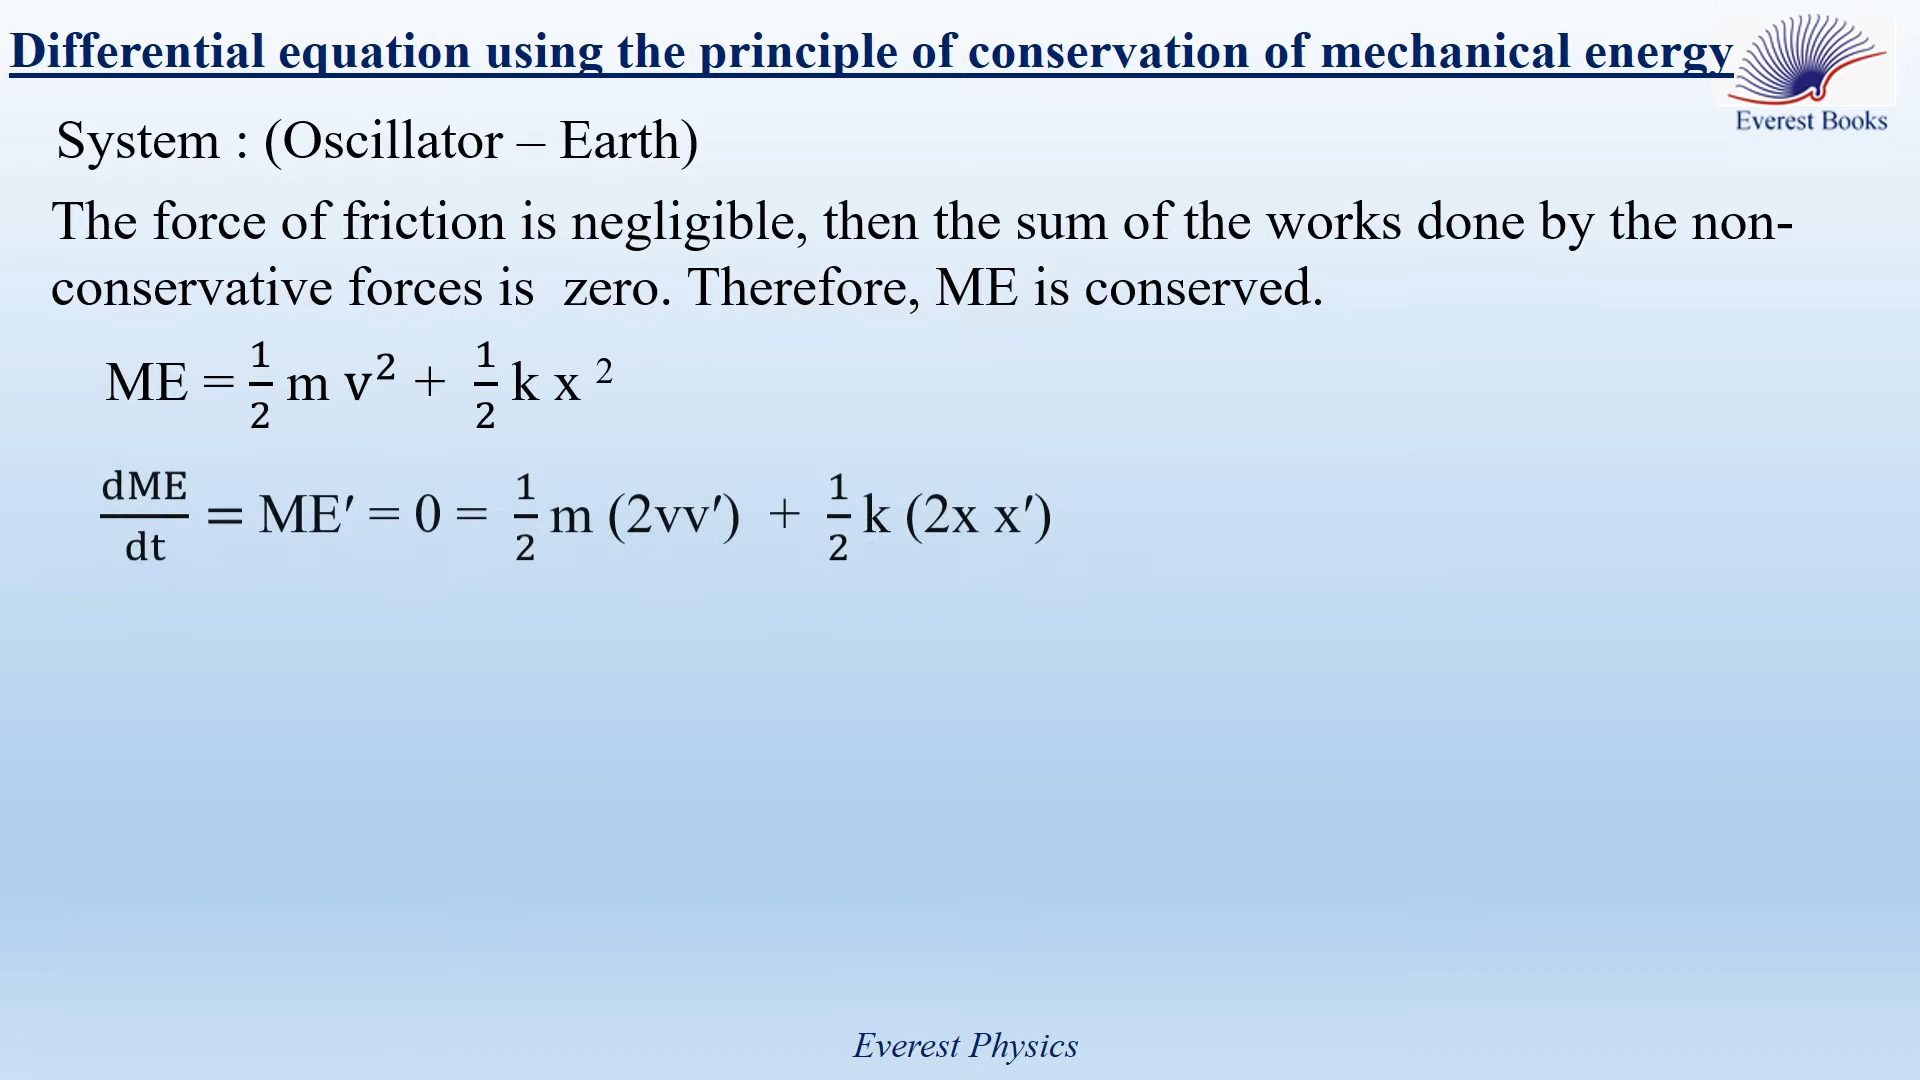 Differential equation using the principle of conservation of mechanical energy
Everest Books
System : (Oscillator – Earth)
The force of friction is negligible, then the sum of the works done by the non-
conservative forces is zero. Therefore, ME is conserved.
ME = 1/2 m v² + 1/2 k x ²
dME/dt = ME′ = 0 = 1/2 m (2vv′) + 1/2 k (2x x′)
Everest Physics